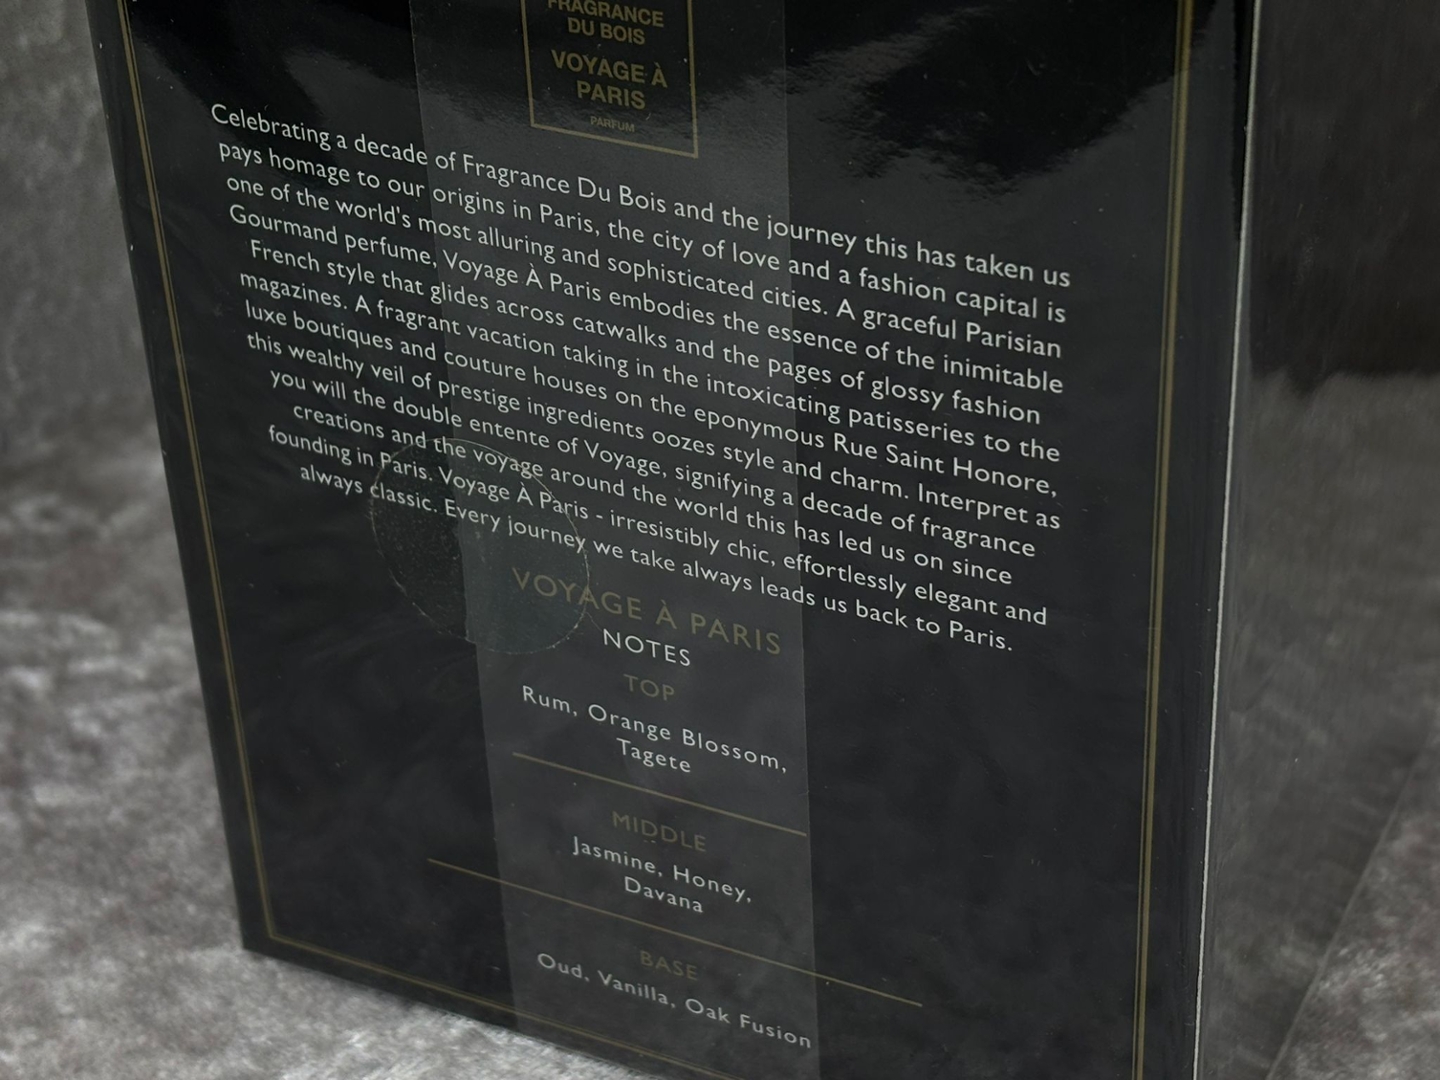 FRAGRANCE
DU BOIS
VOYAGE À
PARIS
PARFUM
Celebrating a decade of Fragrance Du Bois and the journey this has taken us
pays homage to our origins in Paris, the city of love and a fashion capital is
one of the world's most alluring and sophisticated cities. A graceful Parisian
Gourmand perfume, Voyage À Paris embodies the essence of the inimitable
French style that glides across catwalks and the pages of glossy fashion
magazines. A fragrant vacation taking in the intoxicating patisseries to the
luxe boutiques and couture houses on the eponymous Rue Saint Honore,
this wealthy veil of prestige ingredients oozes style and charm. Interpret as
you will the double entente of Voyage, signifying a decade of fragrance
creations and the voyage around the world this has led us on since
founding in Paris. Voyage À Paris - irresistibly chic, effortlessly elegant and
always classic. Every journey we take always leads us back to Paris.
VOYAGE À PARIS
NOTES
TOP
Rum, Orange Blossom,
Tagete
MIDDLE
Jasmine, Honey,
Davana
BASE
Oud, Vanilla, Oak Fusion